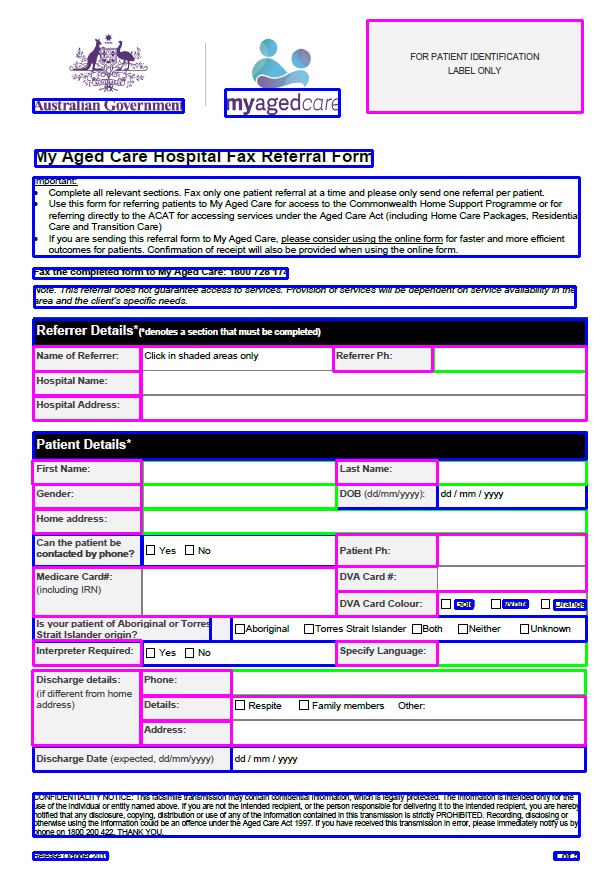 FOR PATIENT IDENTIFICATION
LABEL ONLY
Australian Government
myagedcare
My Aged Care Hospital Fax Referral Form
Important:
• Complete all relevant sections. Fax only one patient referral at a time and please only send one referral per patient.
• Use this form for referring patients to My Aged Care for access to the Commonwealth Home Support Programme or for
referring directly to the ACAT for accessing services under the Aged Care Act (including Home Care Packages, Residential
Care and Transition Care)
• If you are sending this referral form to My Aged Care, please consider using the online form for faster and more efficient
outcomes for patients. Confirmation of receipt will also be provided when using the online form.
Fax the completed form to My Aged Care: 1800 728 174
Note: This referral does not guarantee access to services. Provision of services will be dependent on service availability in the
area and the client's specific needs.
Referrer Details*(*denotes a section that must be completed)
Name of Referrer: Click in shaded areas only Referrer Ph:
Hospital Name:
Hospital Address:
Patient Details*
First Name: Last Name:
Gender: DOB (dd/mm/yyyy): dd / mm / yyyy
Home address:
Can the patient be
contacted by phone? Yes No Patient Ph:
Medicare Card#: DVA Card #:
(including IRN)
DVA Card Colour: Gold White Orange
Is your patient of Aboriginal or Torres
Strait Islander origin? Aboriginal Torres Strait Islander Both Neither Unknown
Interpreter Required: Yes No Specify Language:
Discharge details: Phone:
(if different from home
address) Details: Respite Family members Other:
Address:
Discharge Date (expected, dd/mm/yyyy) dd / mm / yyyy
CONFIDENTIALITY NOTICE: This facsimile transmission may contain confidential information, which is legally protected. The information is intended only for the
use of the individual or entity named above. If you are not the intended recipient, or the person responsible for delivering it to the intended recipient, you are hereby
notified that any disclosure, copying, distribution or use of any of the information contained in this transmission is strictly PROHIBITED. Recording, disclosing or
otherwise using the information could be an offence under the Aged Care Act 1997. If you have received this transmission in error, please immediately notify us by
phone on 1800 200 422. THANK YOU.
Release October